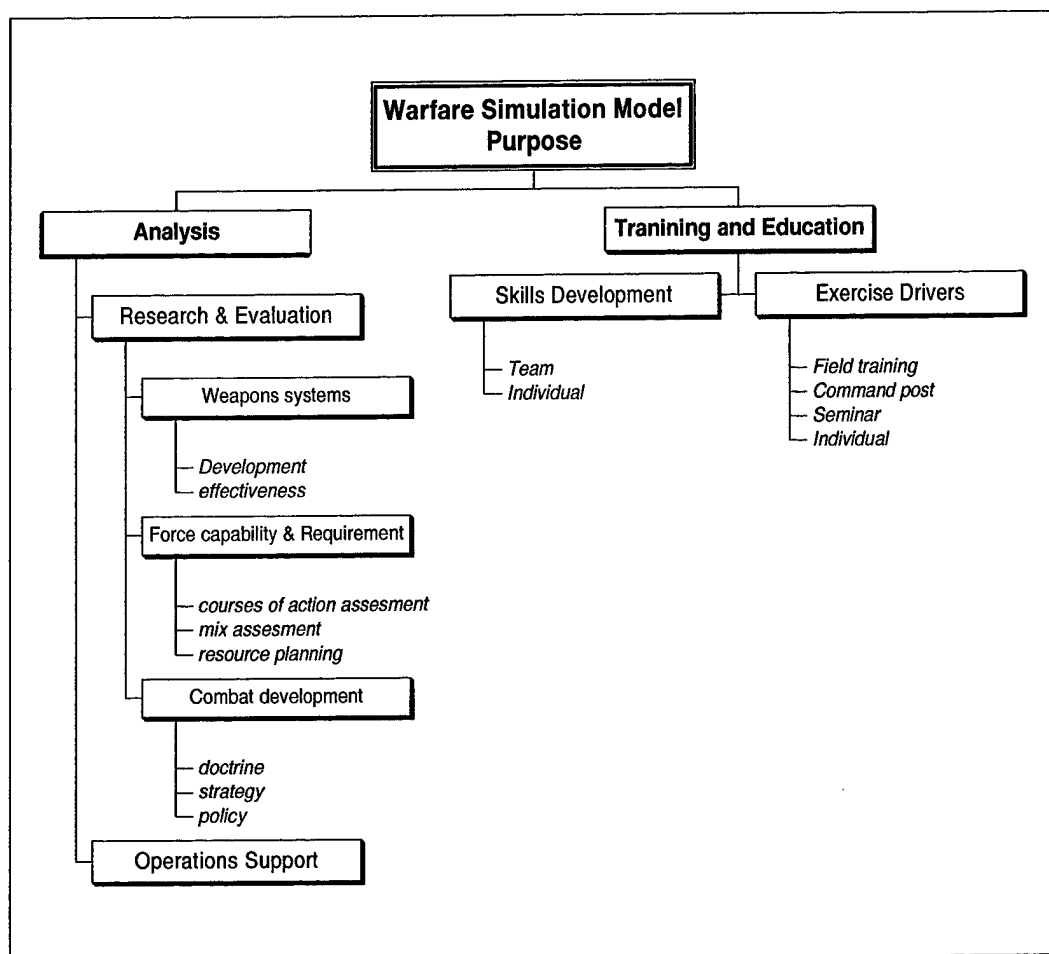 Warfare Simulation Model
Purpose
Analysis
Tranining and Education
Research & Evaluation
Weapons systems
Development
effectiveness
Force capability & Requirement
courses of action assesment
mix assesment
resource planning
Combat development
doctrine
strategy
policy
Operations Support
Skills Development
Team
Individual
Exercise Drivers
Field training
Command post
Seminar
Individual